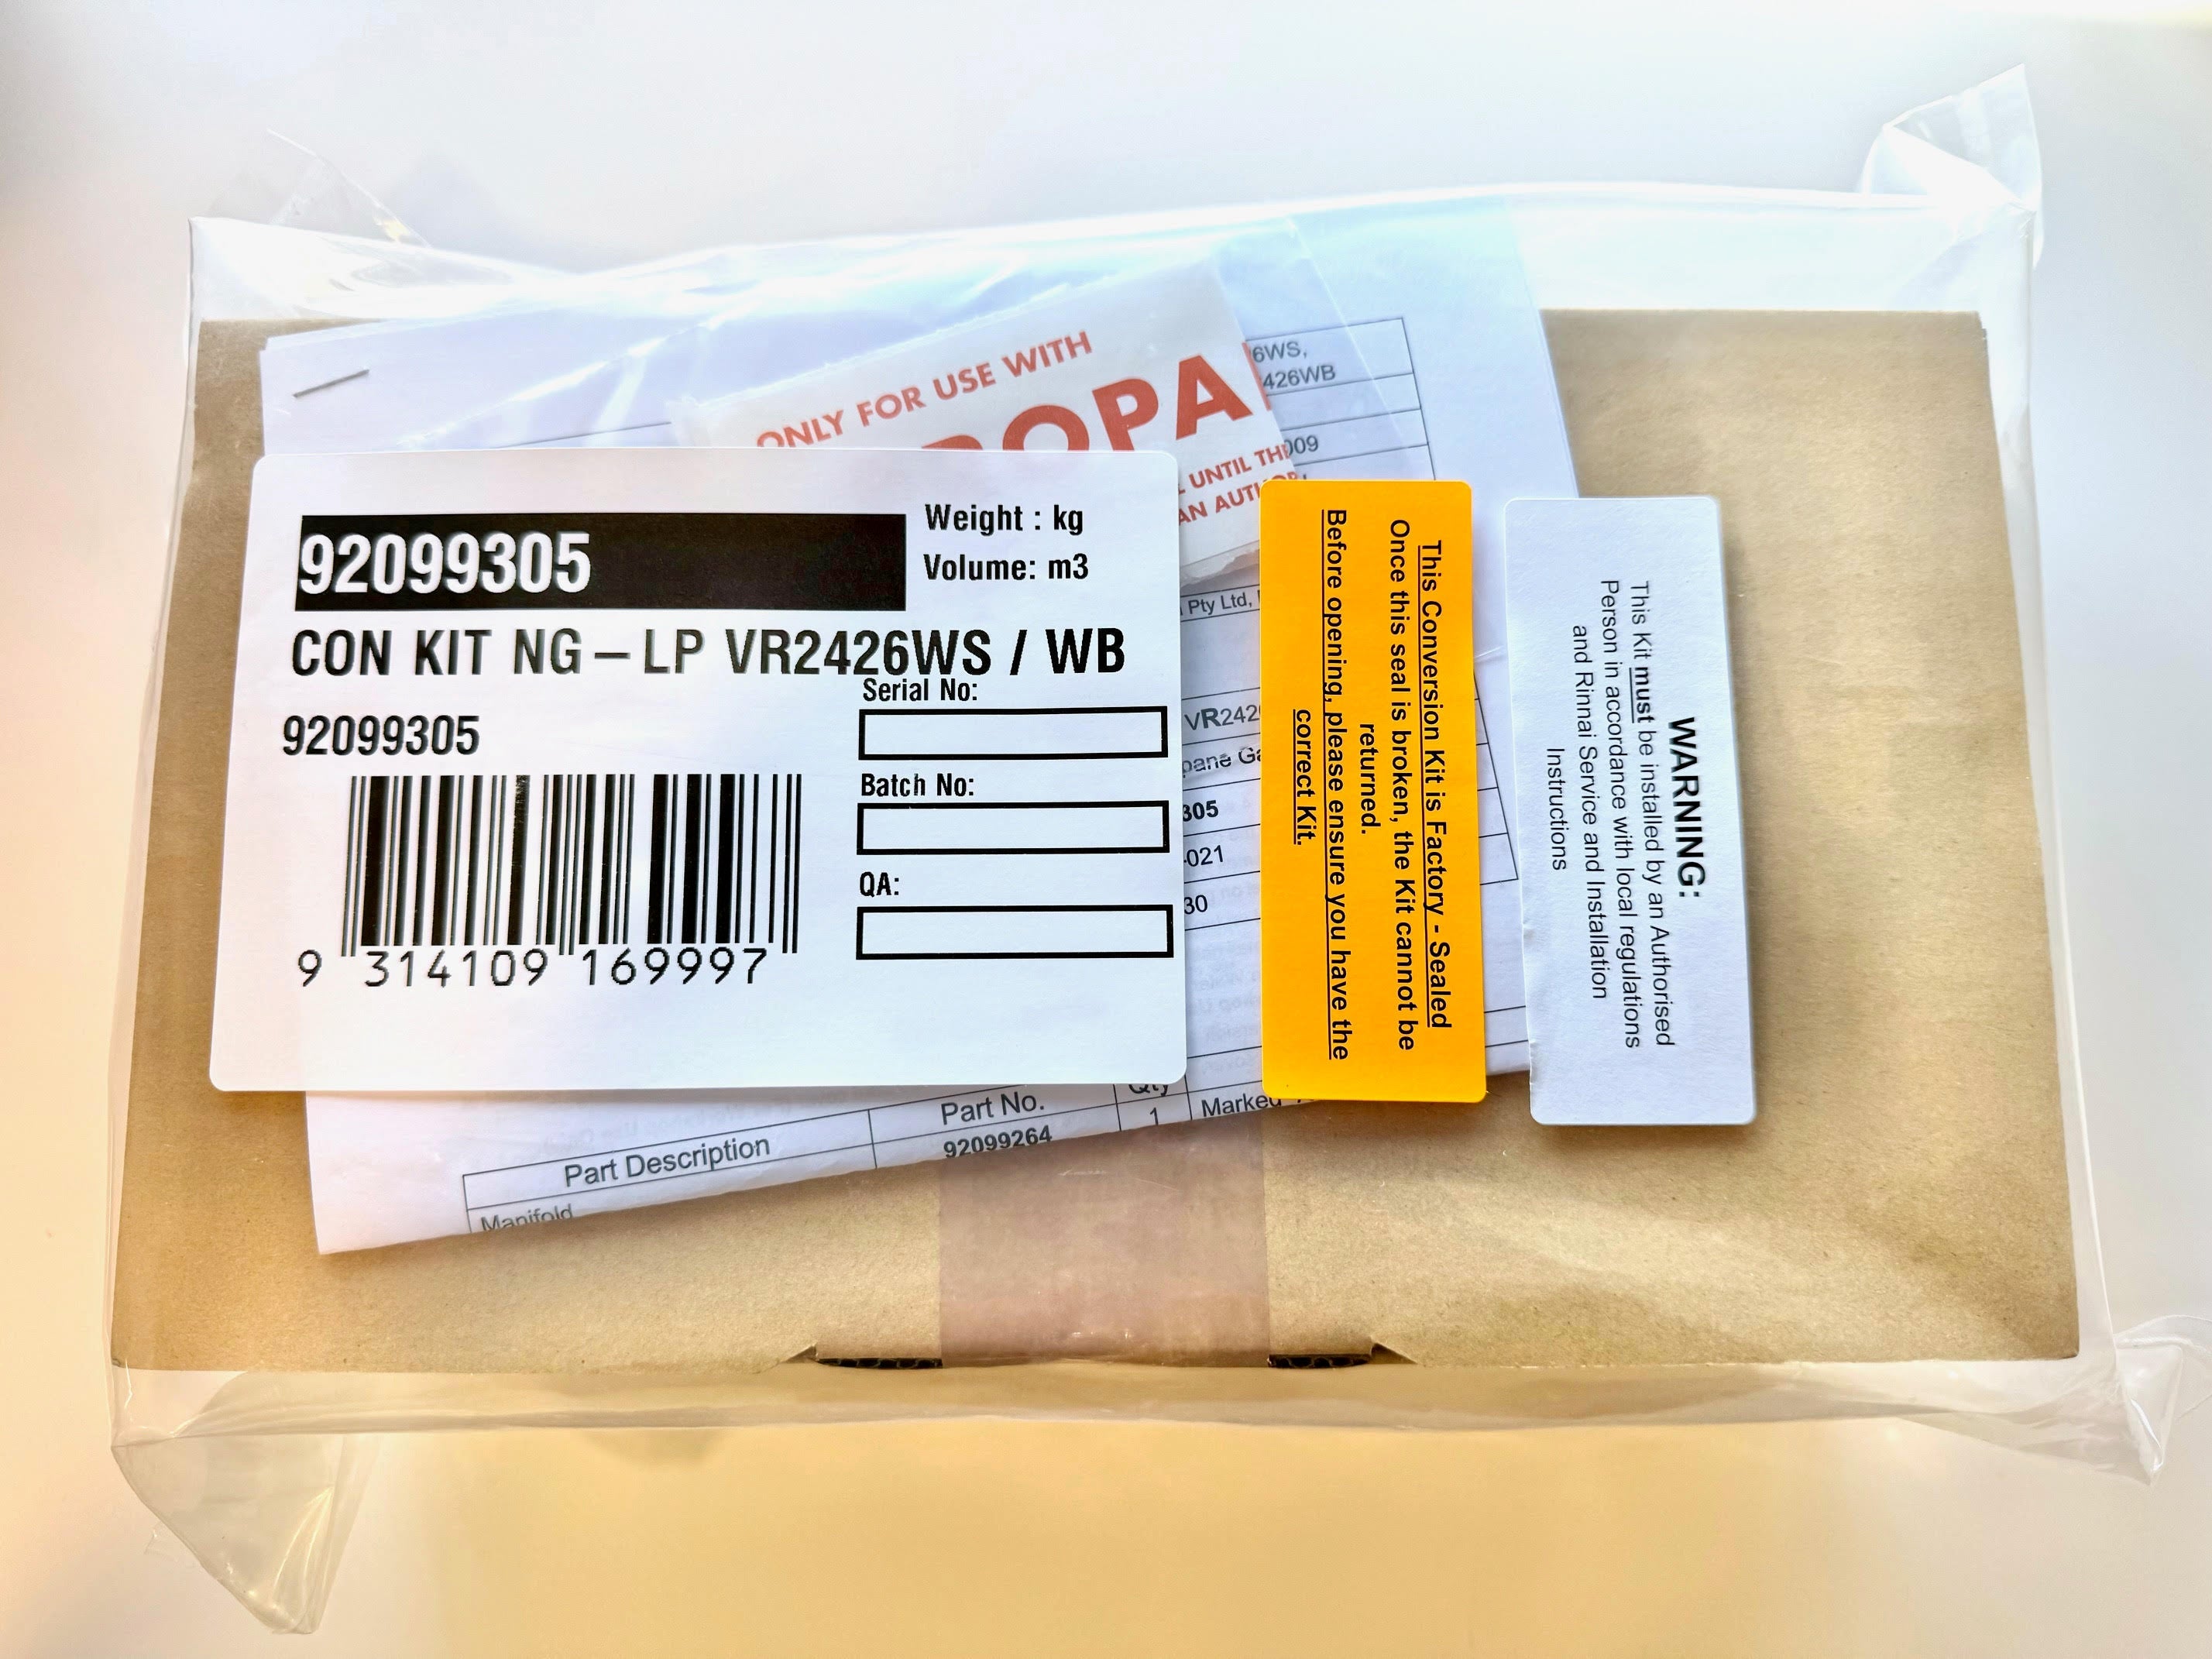 ONLY FOR USE WITH
OPA
UNTIL TH
AN AUTHOR
6WS,
426WB
009
92099305
Weight : kg
Volume: m3
CON KIT NG – LP VR2426WS / WB
92099305
Serial No:
Batch No:
QA:
9 314109 169997
Pty Ltd,
VR242
pane Ga
305
-021
30
This Conversion Kit is Factory - Sealed
Once this seal is broken, the Kit cannot be
returned.
Before opening, please ensure you have the
correct Kit.
WARNING:
This Kit must be installed by an Authorised
Person in accordance with local regulations
and Rinnai Service and Installation
Instructions
Part Description
Part No.
Qty
Manifold
92099264
1
Marked